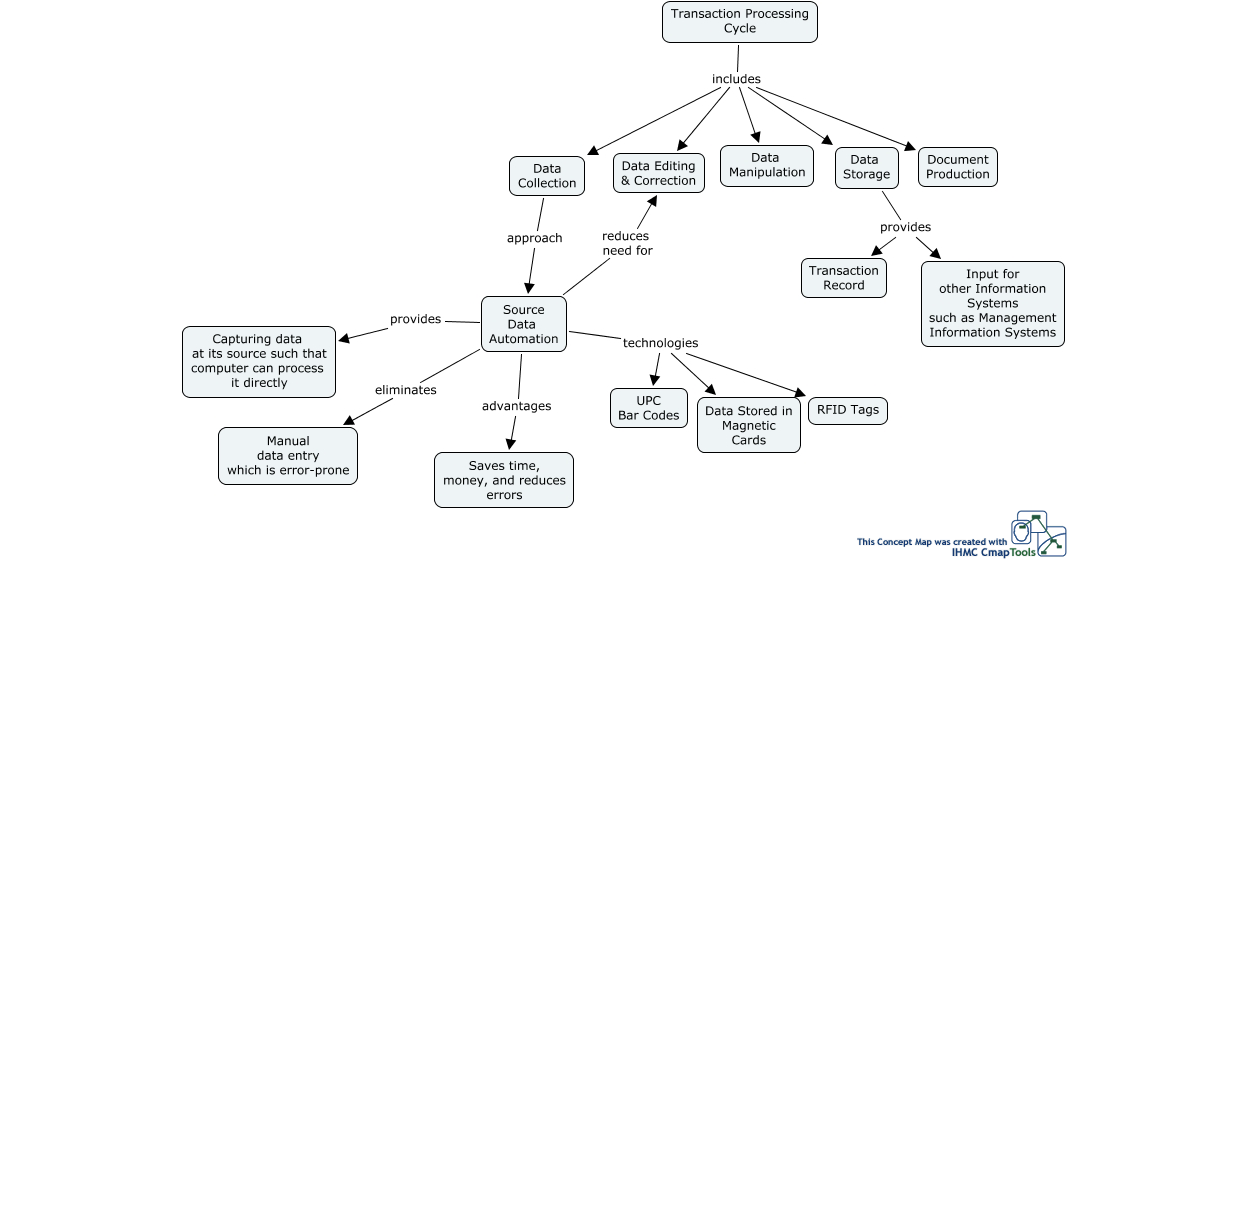 Transaction Processing
Cycle
includes
Data
Collection
Data Editing
& Correction
Data
Manipulation
Data
Storage
Document
Production
approach
reduces
need for
provides
Transaction
Record
Input for
other Information
Systems
such as Management
Information Systems
Source
Data
Automation
provides
Capturing data
at its source such that
computer can process
it directly
eliminates
Manual
data entry
which is error-prone
advantages
Saves time,
money, and reduces
errors
technologies
UPC
Bar Codes
Data Stored in
Magnetic
Cards
RFID Tags
This Concept Map was created with
IHMC CmapTools